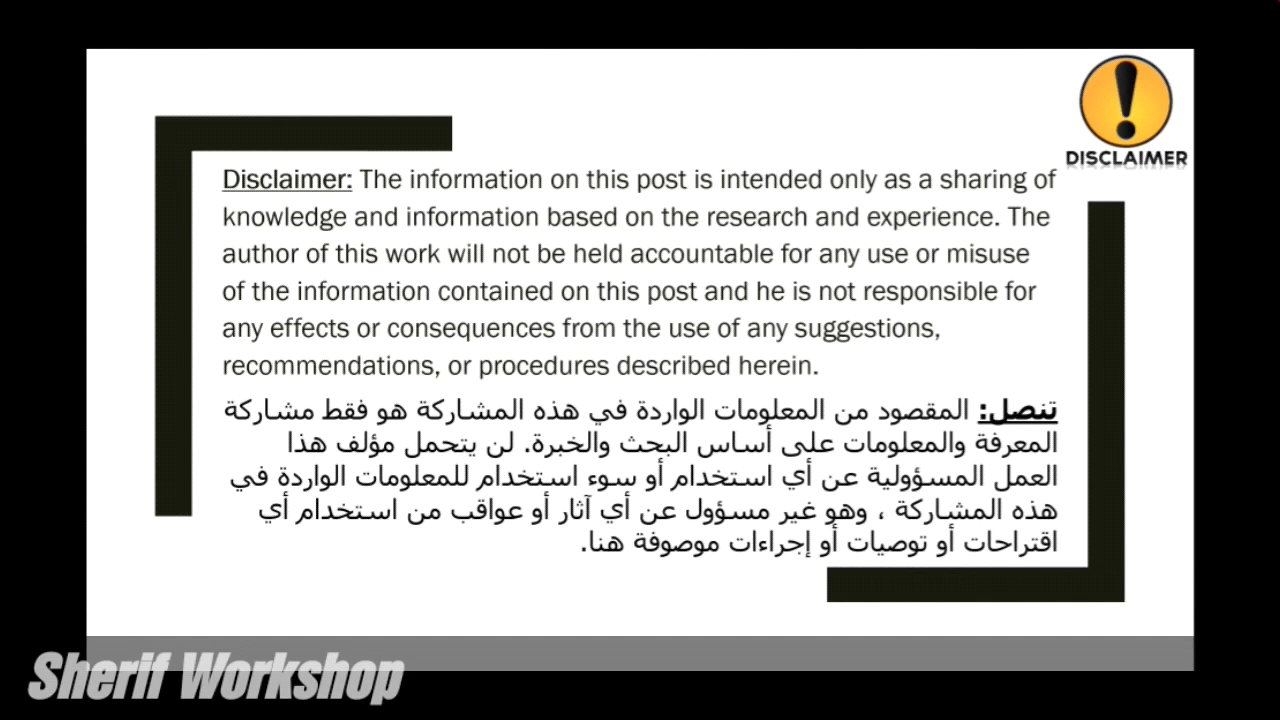 DISCLAIMER
Disclaimer: The information on this post is intended only as a sharing of
knowledge and information based on the research and experience. The
author of this work will not be held accountable for any use or misuse
of the information contained on this post and he is not responsible for
any effects or consequences from the use of any suggestions,
recommendations, or procedures described herein.
تنصل: المقصود من المعلومات الواردة في هذه المشاركة هو فقط مشاركة
المعرفة والمعلومات على أساس البحث والخبرة. لن يتحمل مؤلف هذا
العمل المسؤولية عن أي استخدام أو سوء استخدام للمعلومات الواردة في
هذه المشاركة ، وهو غير مسؤول عن أي آثار أو عواقب من استخدام أي
اقتراحات أو توصيات أو إجراءات موصوفة هنا.
Sherif Workshop